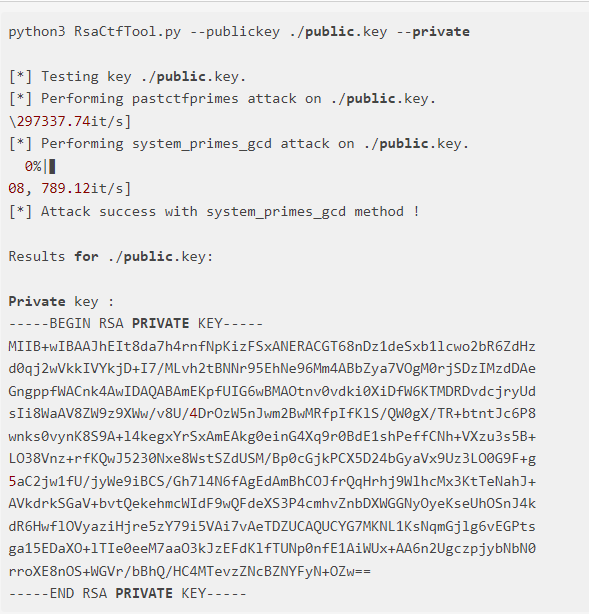 python3 RsaCtfTool.py --publickey ./public.key --private
[*] Testing key ./public.key.
[*] Performing pastctfprimes attack on ./public.key.
\297337.74it/s]
[*] Performing system_primes_gcd attack on ./public.key.
0%|
08, 789.12it/s]
[*] Attack success with system_primes_gcd method !
Results for ./public.key:
Private key :
-----BEGIN RSA PRIVATE KEY-----
MIIB+wIBAAJhEIt8da7h4rnfNpKizFSxANERACGT68nDz1deSxb1lcwo2bR6ZdHz
d0qj2wVkkIVYkjD+I7/MLvh2tBNNr95EhNe96Mm4ABbZya7VOgM0rjSDzIMzdDAe
GngppfWACnk4AwIDAQABAmEKpfUIG6wBMAOtnv0vdki0XiDfW6KTMDRDvdcjryUd
sIi8WaAV8ZW9z9XWw/v8U/4DrOzW5nJwm2BwMRfpIfKlS/QW0gX/TR+btntJc6P8
wnks0vynK8S9A+l4kegxYrSxAmEAkg0einG4Xq9r0BdE1shPeffCNh+VXzu3s5B+
LO38Vnz+rfKQwJ5230Nxe8WstSZdUSM/Bp0cGjkPCX5D24bGyaVx9Uz3LO0G9F+g
5aC2jw1fU/jyWe9iBCS/Gh7l4N6fAgEdAmBhCOJfrQqHrhj9WlhcMx3KtTeNahJ+
AVkdrkSGaV+bvtQekehmcWIdF9wQFdeXS3P4cmhvZnbDXWGGNyOyeKseUhOSnJ4k
dR6HwflOVyaziHjre5zY79i5VAi7vAeTDZUCAQUCYG7MKNL1KsNqmGjlg6vEGPts
ga15EDaXO+lTIe0eeM7aaO3kJzEFdKlfTUNp0nfE1AiWUx+AA6n2UgczpjybNbN0
rroXE8nOS+WGVr/bBhQ/HC4MTevzZNcBZNYFyN+OZw==
-----END RSA PRIVATE KEY-----